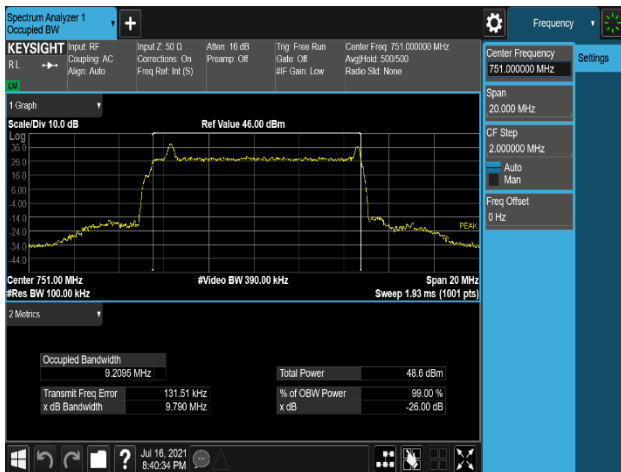 Spectrum Analyzer 1
Occupied BW
Frequency
KEYSIGHT
RL
Input: RF
Coupling: AC
Align: Auto
Input Z: 50 Ω
Corrections: On
Freq Ref: Int (S)
Atten: 16 dB
Preamp: Off
Trig: Free Run
Gate: Off
#IF Gain: Low
Center Freq: 751.000000 MHz
Avg|Hold: 500/500
Radio Std: None
Center Frequency
751.000000 MHz
Settings
Span
20.000 MHz
CF Step
2.000000 MHz
Auto
Man
Freq Offset
0 Hz
1 Graph
Scale/Div 10.0 dB
Ref Value 46.00 dBm
Log
36.0
26.0
16.0
6.00
-4.00
-14.0
-24.0
-34.0
-44.0
PEAK
Center 751.00 MHz
#Video BW 390.00 kHz
Span 20 MHz
#Res BW 100.00 kHz
Sweep 1.93 ms (1001 pts)
2 Metrics
Occupied Bandwidth
9.2095 MHz
Total Power
48.6 dBm
Transmit Freq Error
131.51 kHz
% of OBW Power
99.00 %
x dB Bandwidth
9.790 MHz
x dB
-26.00 dB
?
Jul 16, 2021
8:40:34 PM